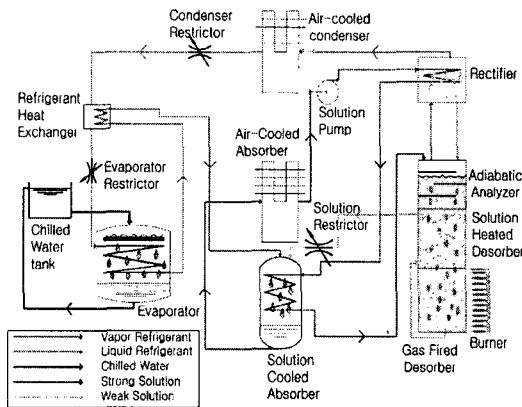 Condenser
Restrictor
Air-cooled
condenser
Rectifier
Refrigerant
Heat
Exchanger
Solution
Pump
Air-Cooled
Absorber
Evaporator
Restrictor
Adiabatic
Analyzer
Solution
Restrictor
Solution
Heated
Desorber
Chilled
Water
tank
Evaporator
Vapor Refrigerant
Liquid Refrigerant
Chilled Water
Strong Solution
Weak Solution
Solution
Cooled
Absorber
Gas Fired
Desorber
Burner